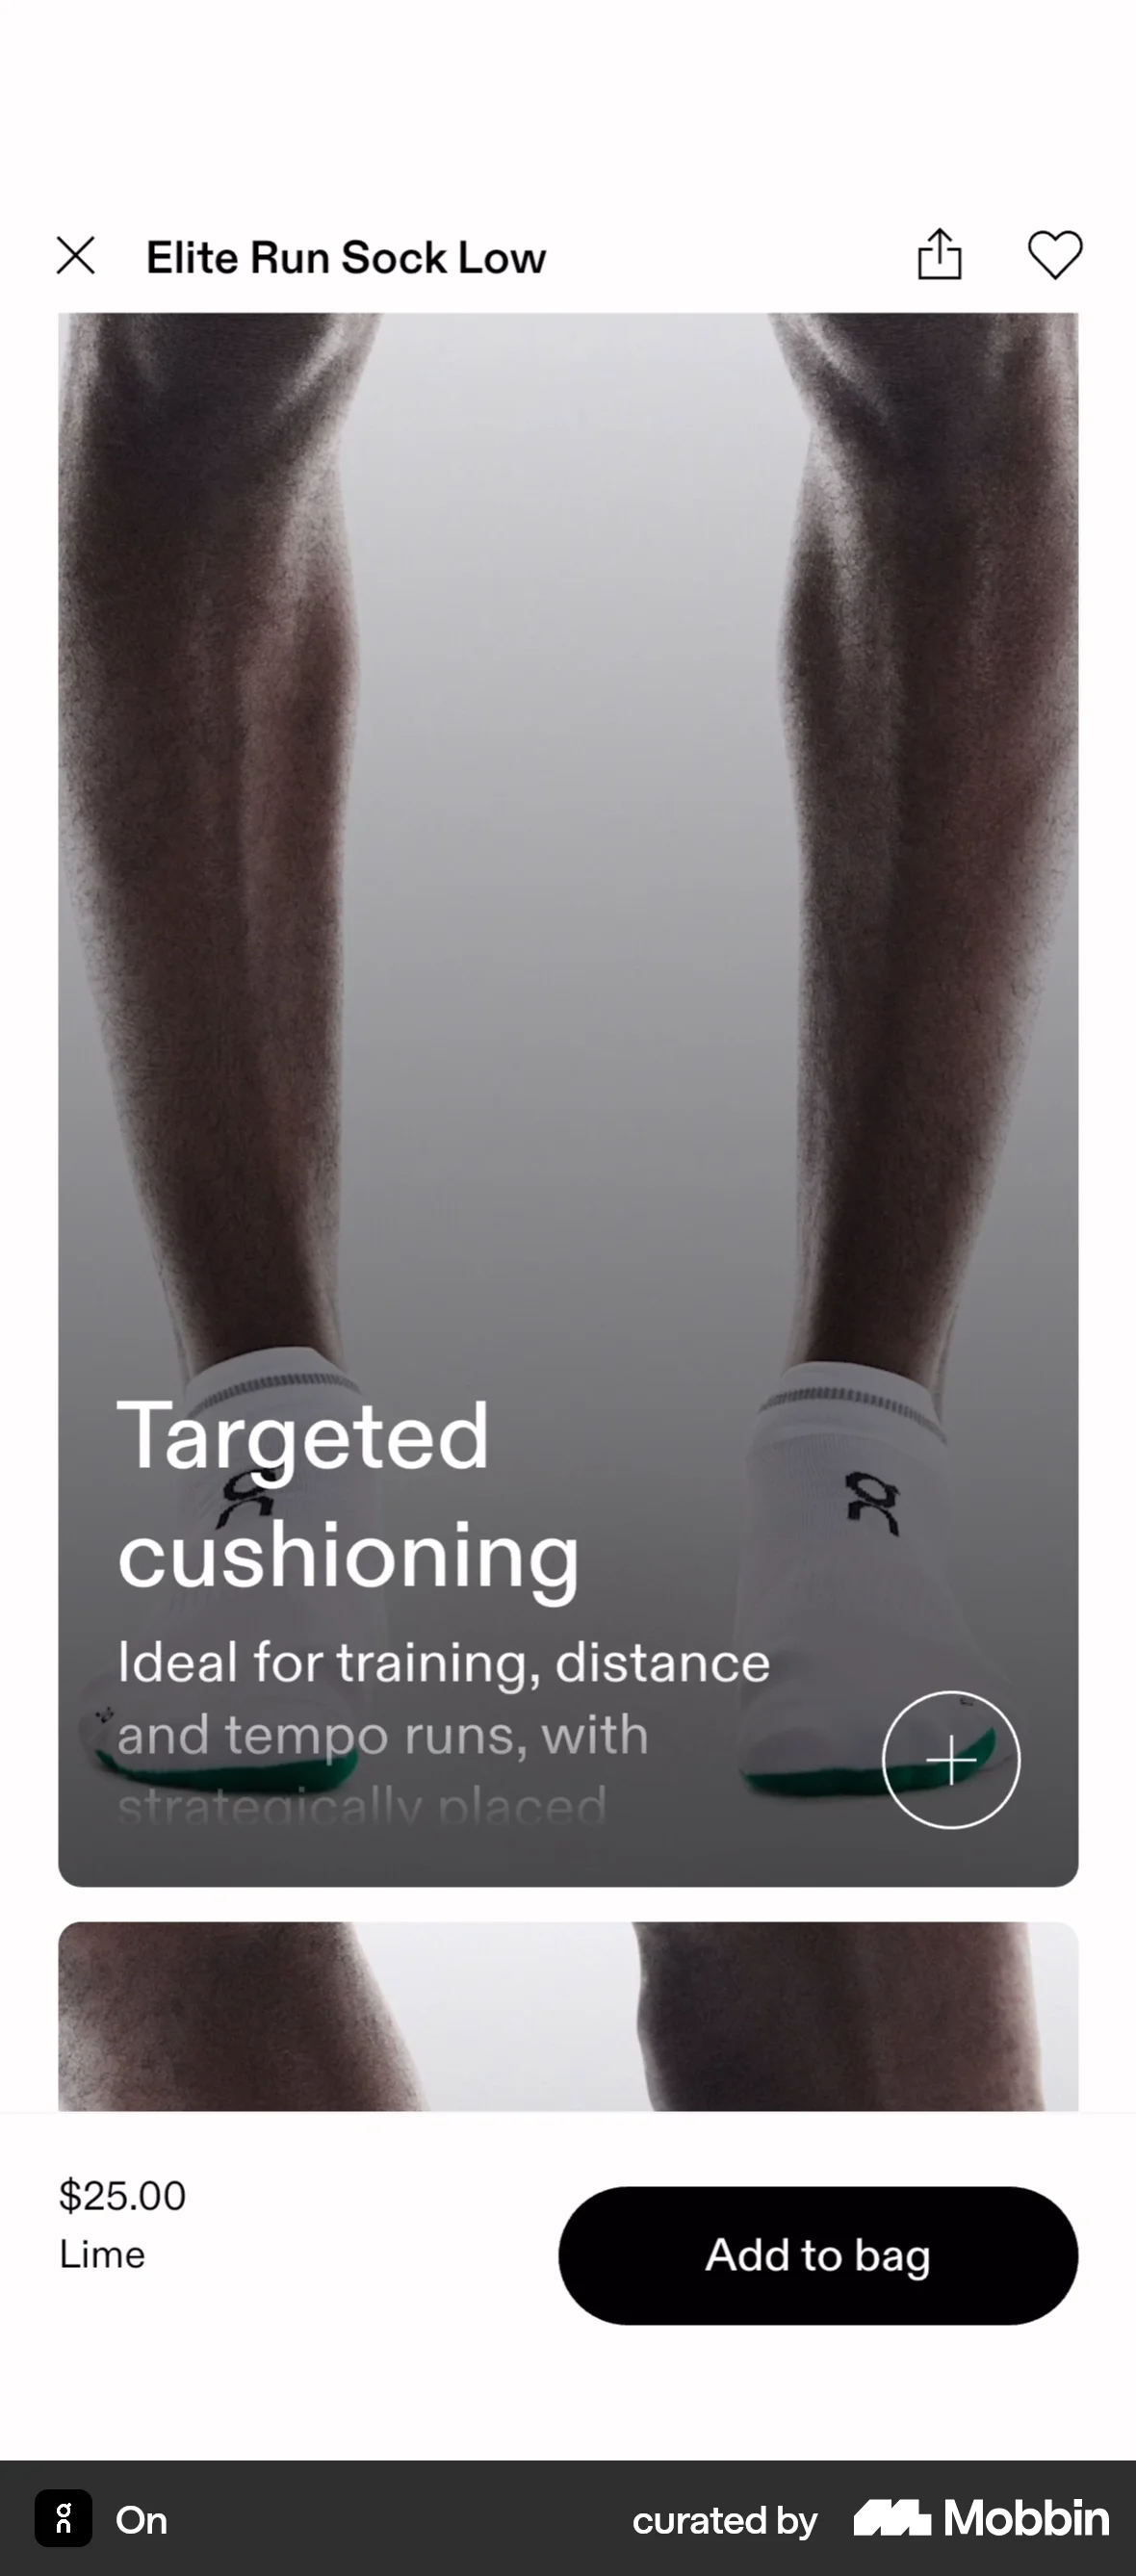 Elite Run Sock Low
Targeted
cushioning
Ideal for training, distance
and tempo runs, with
strategically placed
$25.00
Lime
Add to bag
On
curated by Mobbin